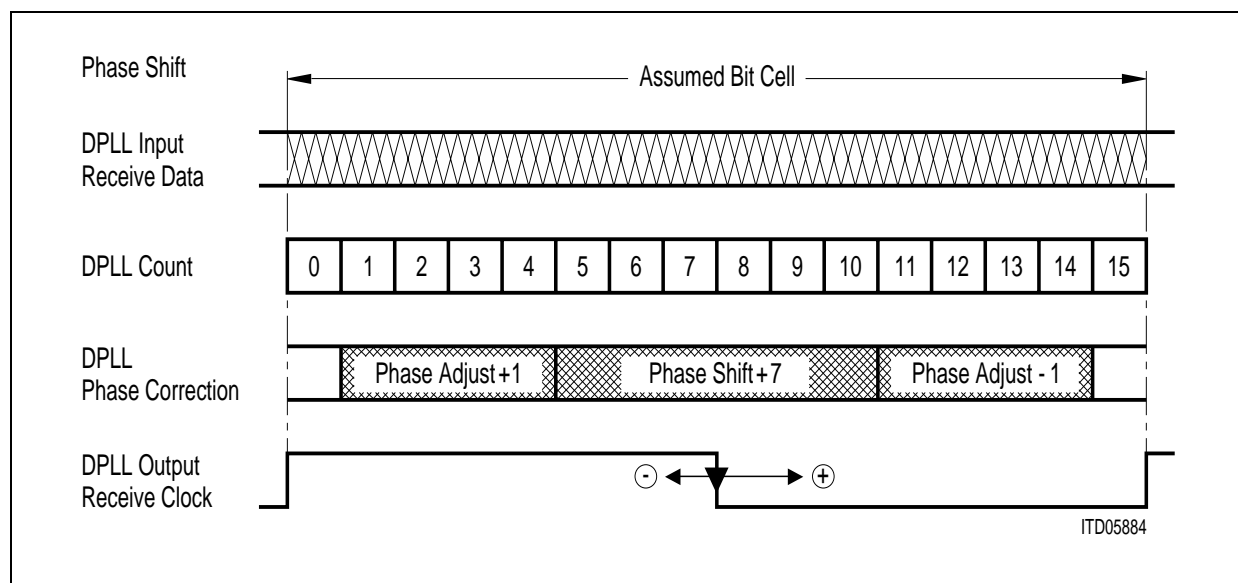 Phase Shift
Assumed Bit Cell
DPLL Input
Receive Data
DPLL Count
0 1 2 3 4 5 6 7 8 9 10 11 12 13 14 15
DPLL
Phase Correction
Phase Adjust +1
Phase Shift +7
Phase Adjust - 1
DPLL Output
Receive Clock
- +
ITD05884